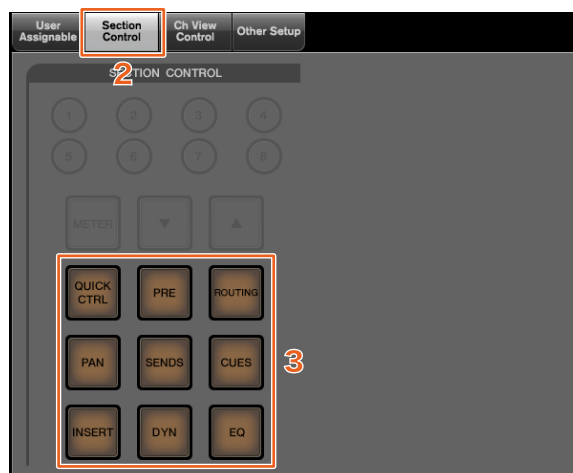 User Assignable
Section Control
Ch View Control
Other Setup
2
SECTION CONTROL
1 2 3 4
5 6 7 8
METER ▼ ▲
QUICK CTRL PRE ROUTING
PAN SENDS CUES
3
INSERT DYN EQ